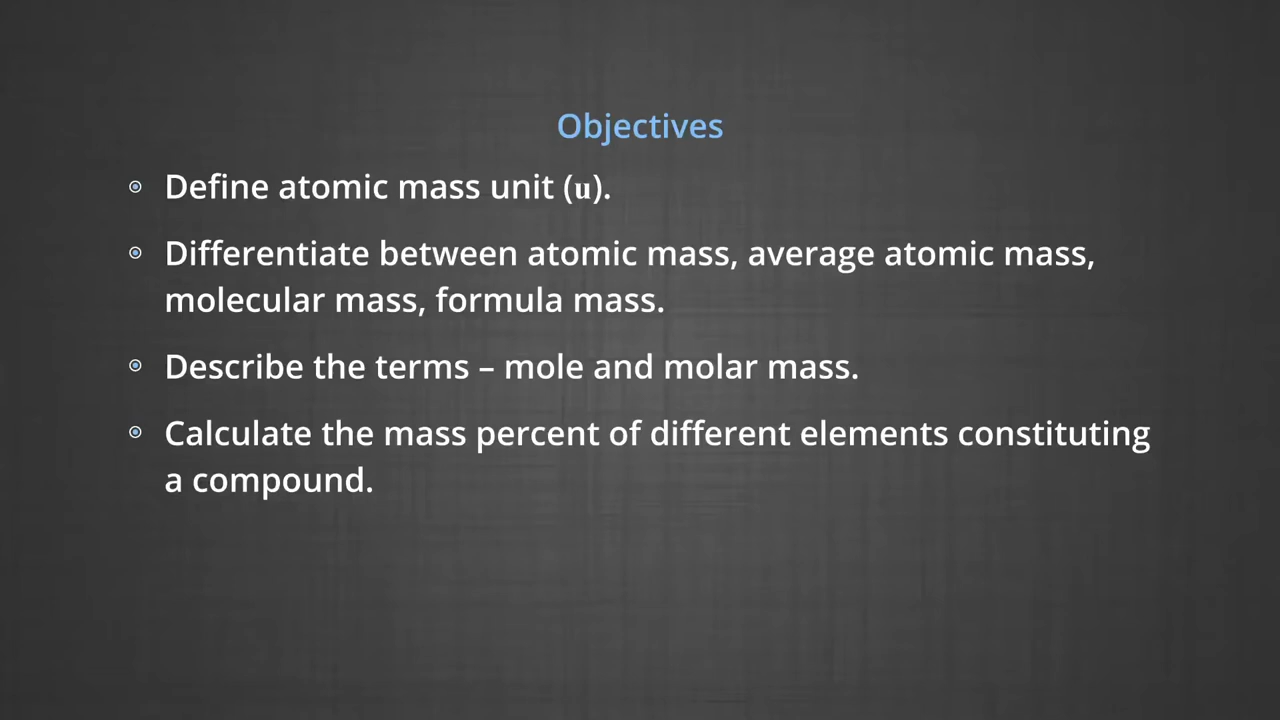 Objectives
Define atomic mass unit (u).
Differentiate between atomic mass, average atomic mass,
molecular mass, formula mass.
Describe the terms – mole and molar mass.
Calculate the mass percent of different elements constituting
a compound.